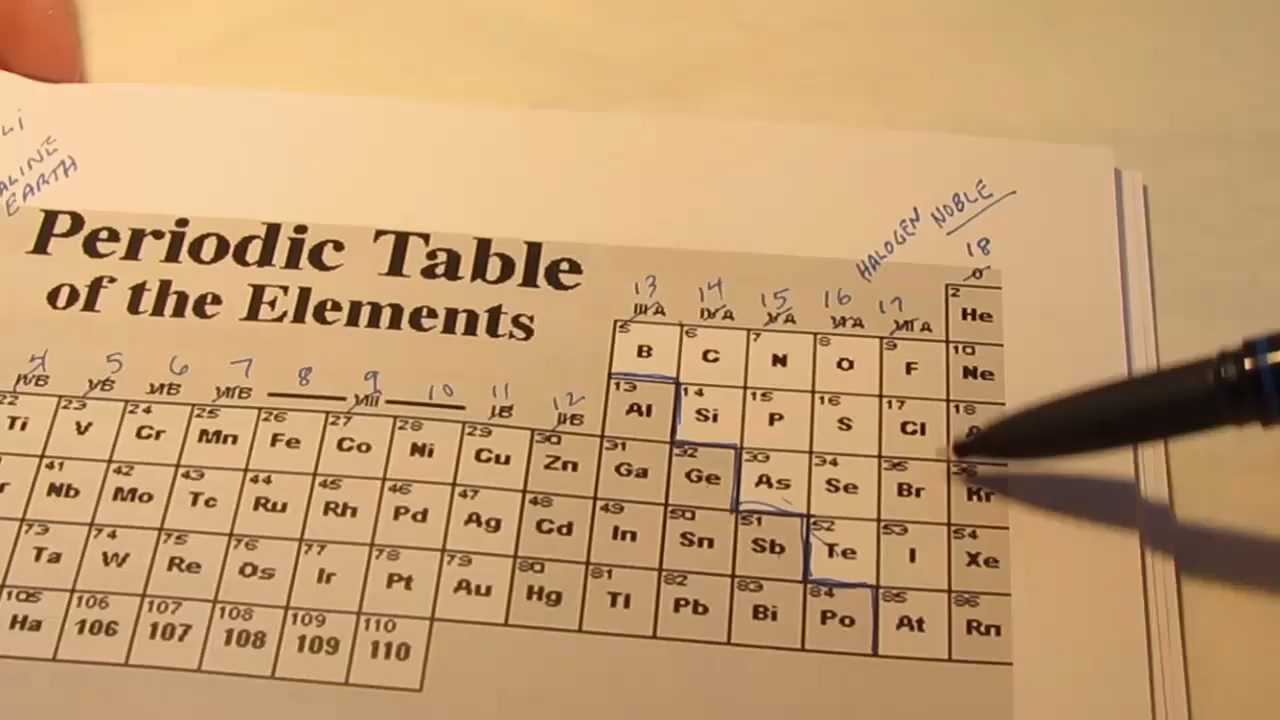 LI
ALINE
EARTH
HALOGEN NOBLE
Periodic Table
of the Elements
13 14 15 16 17 18
IIIA IVA VA VIA VIIA 0
4 5 6 7 8 9 10 11 12
IVB VB VIB VIIB VIII IB IIB
2 He
5 B 6 C 7 N 8 O 9 F 10 Ne
13 Al 14 Si 15 P 16 S 17 Cl 18
22 Ti 23 V 24 Cr 25 Mn 26 Fe 27 Co 28 Ni 29 Cu 30 Zn 31 Ga 32 Ge 33 As 34 Se 35 Br 36 Kr
41 Nb 42 Mo 43 Tc 44 Ru 45 Rh 46 Pd 47 Ag 48 Cd 49 In 50 Sn 51 Sb 52 Te 53 I 54 Xe
73 Ta 74 W 75 Re 76 Os 77 Ir 78 Pt 79 Au 80 Hg 81 Tl 82 Pb 83 Bi 84 Po 85 At 86 Rn
105 Ha 106 106 107 107 108 108 109 109 110 110